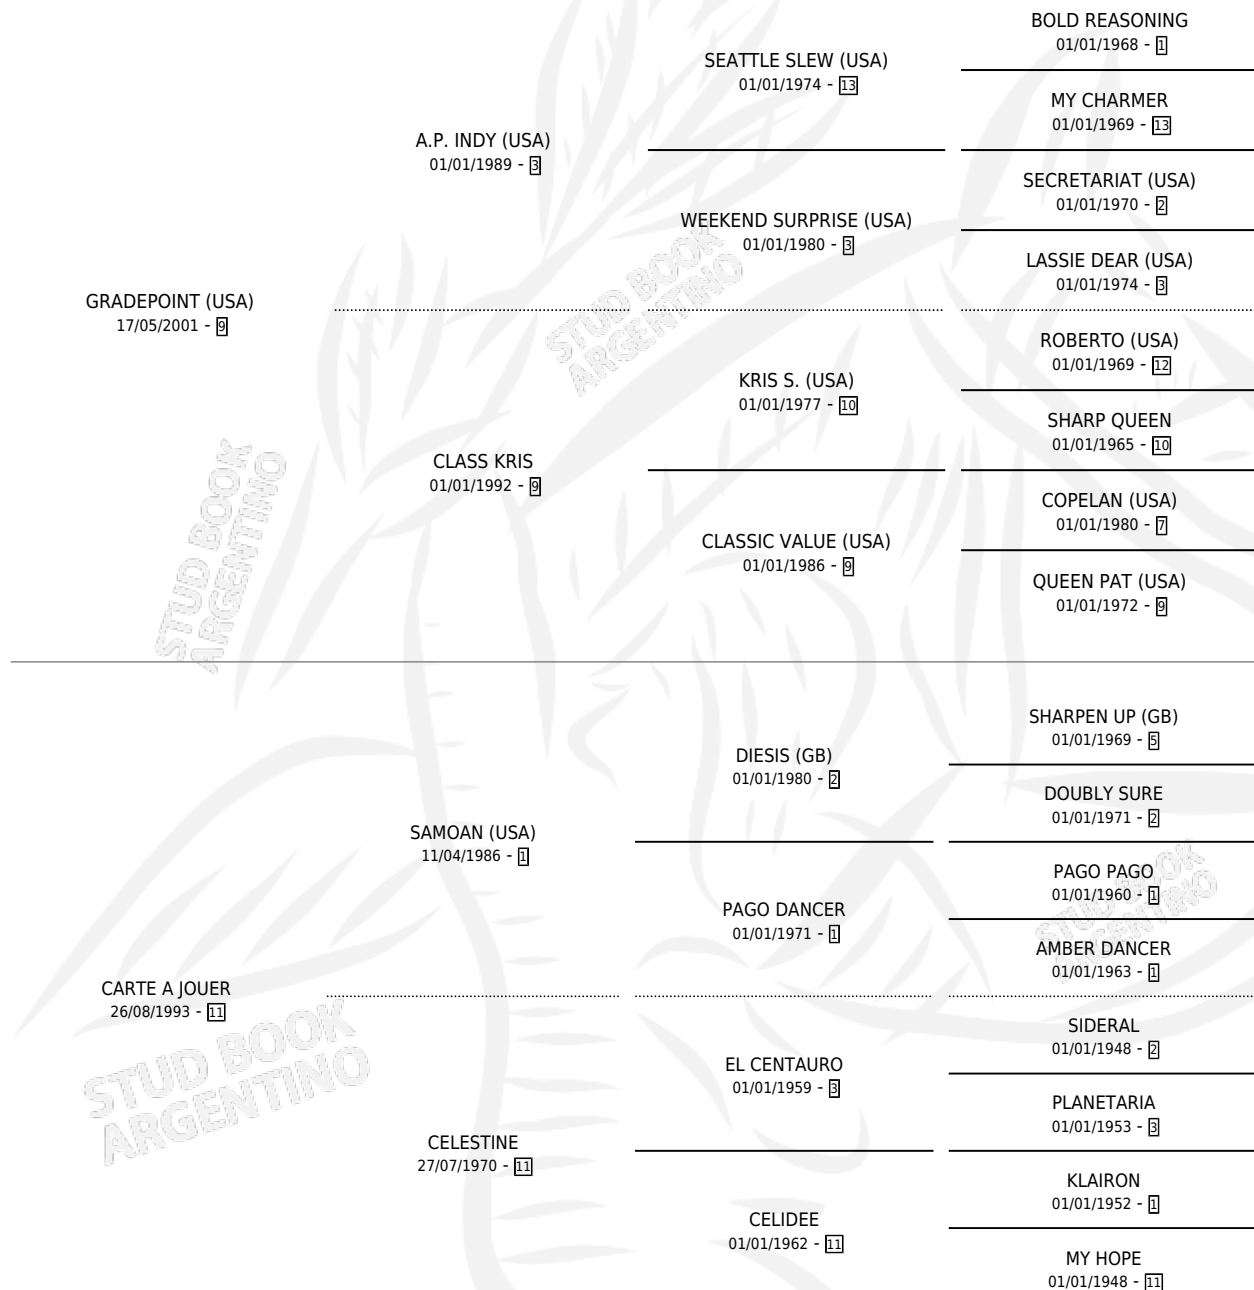 BOLD REASONING
01/01/1968 - 1
SEATTLE SLEW (USA)
01/01/1974 - 13
MY CHARMER
01/01/1969 - 13
A.P. INDY (USA)
01/01/1989 - 3
SECRETARIAT (USA)
01/01/1970 - 2
WEEKEND SURPRISE (USA)
01/01/1980 - 3
LASSIE DEAR (USA)
01/01/1974 - 3
GRADEPOINT (USA)
17/05/2001 - 9
STUD BOOK
ARGENTINO
ROBERTO (USA)
01/01/1969 - 12
KRIS S. (USA)
01/01/1977 - 10
SHARP QUEEN
01/01/1965 - 10
CLASS KRIS
01/01/1992 - 9
COPELAN (USA)
01/01/1980 - 7
CLASSIC VALUE (USA)
01/01/1986 - 9
QUEEN PAT (USA)
01/01/1972 - 9
STUD BOOK
ARGENTINO
SHARPEN UP (GB)
01/01/1969 - 5
DIESIS (GB)
01/01/1980 - 2
DOUBLY SURE
01/01/1971 - 2
SAMOAN (USA)
11/04/1986 - 1
PAGO PAGO
01/01/1960 - 1
PAGO DANCER
01/01/1971 - 1
AMBER DANCER
01/01/1963 - 1
STUD BOOK
ARGENTINO
CARTE A JOUER
26/08/1993 - 11
SIDERAL
01/01/1948 - 2
EL CENTAURO
01/01/1959 - 3
PLANETARIA
01/01/1953 - 3
STUD BOOK
ARGENTINO
CELESTINE
27/07/1970 - 11
KLAIRON
01/01/1952 - 1
CELIDEE
01/01/1962 - 11
MY HOPE
01/01/1948 - 11